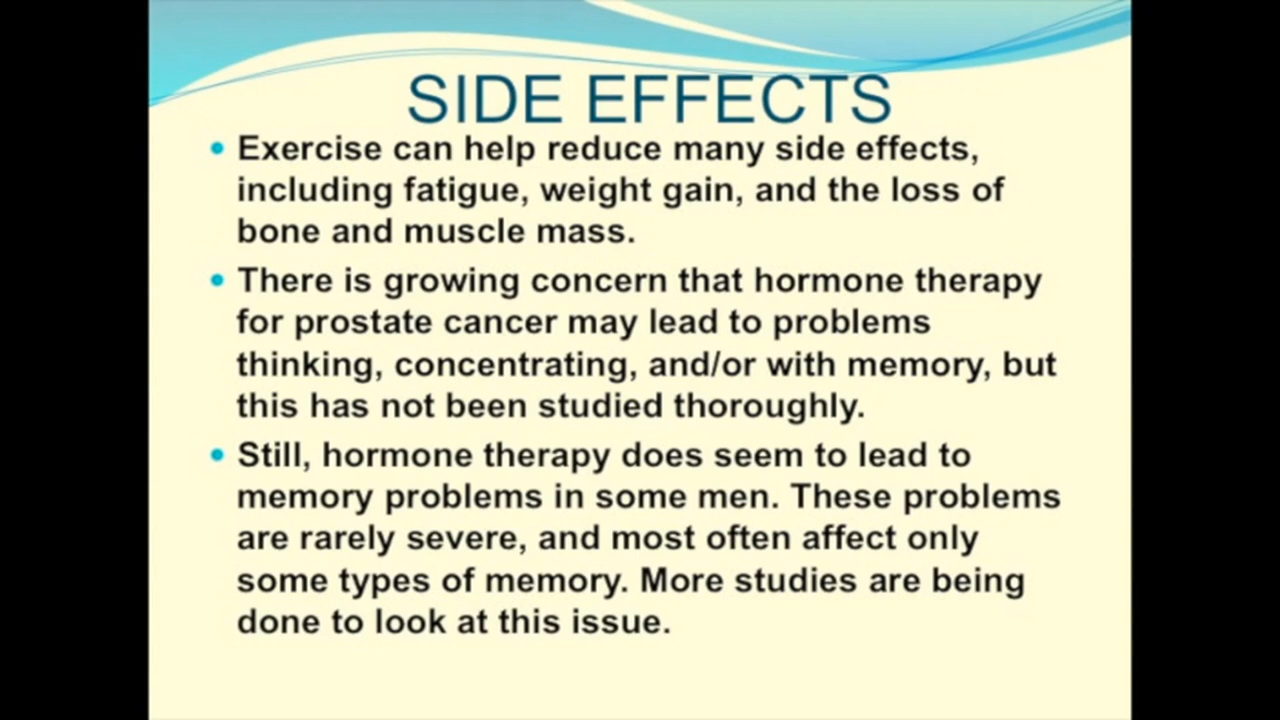 SIDE EFFECTS
• Exercise can help reduce many side effects,
including fatigue, weight gain, and the loss of
bone and muscle mass.
• There is growing concern that hormone therapy
for prostate cancer may lead to problems
thinking, concentrating, and/or with memory, but
this has not been studied thoroughly.
• Still, hormone therapy does seem to lead to
memory problems in some men. These problems
are rarely severe, and most often affect only
some types of memory. More studies are being
done to look at this issue.